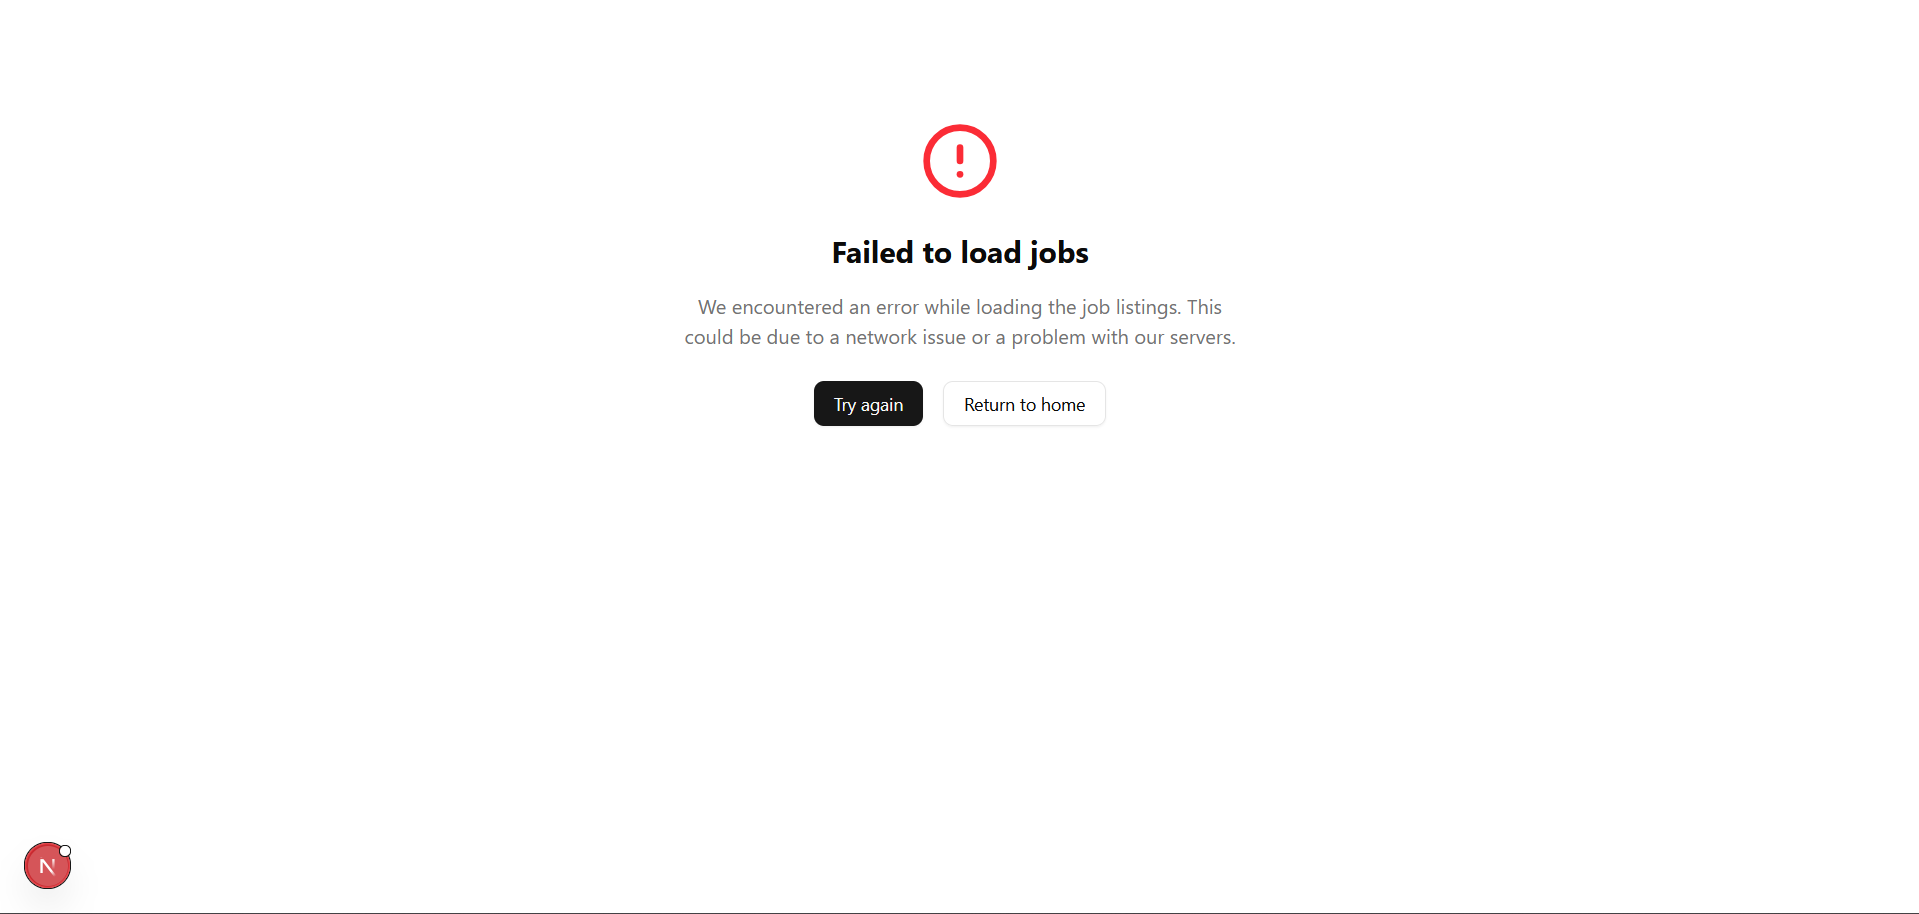 Failed to load jobs
We encountered an error while loading the job listings. This
could be due to a network issue or a problem with our servers.
Try again
Return to home
N